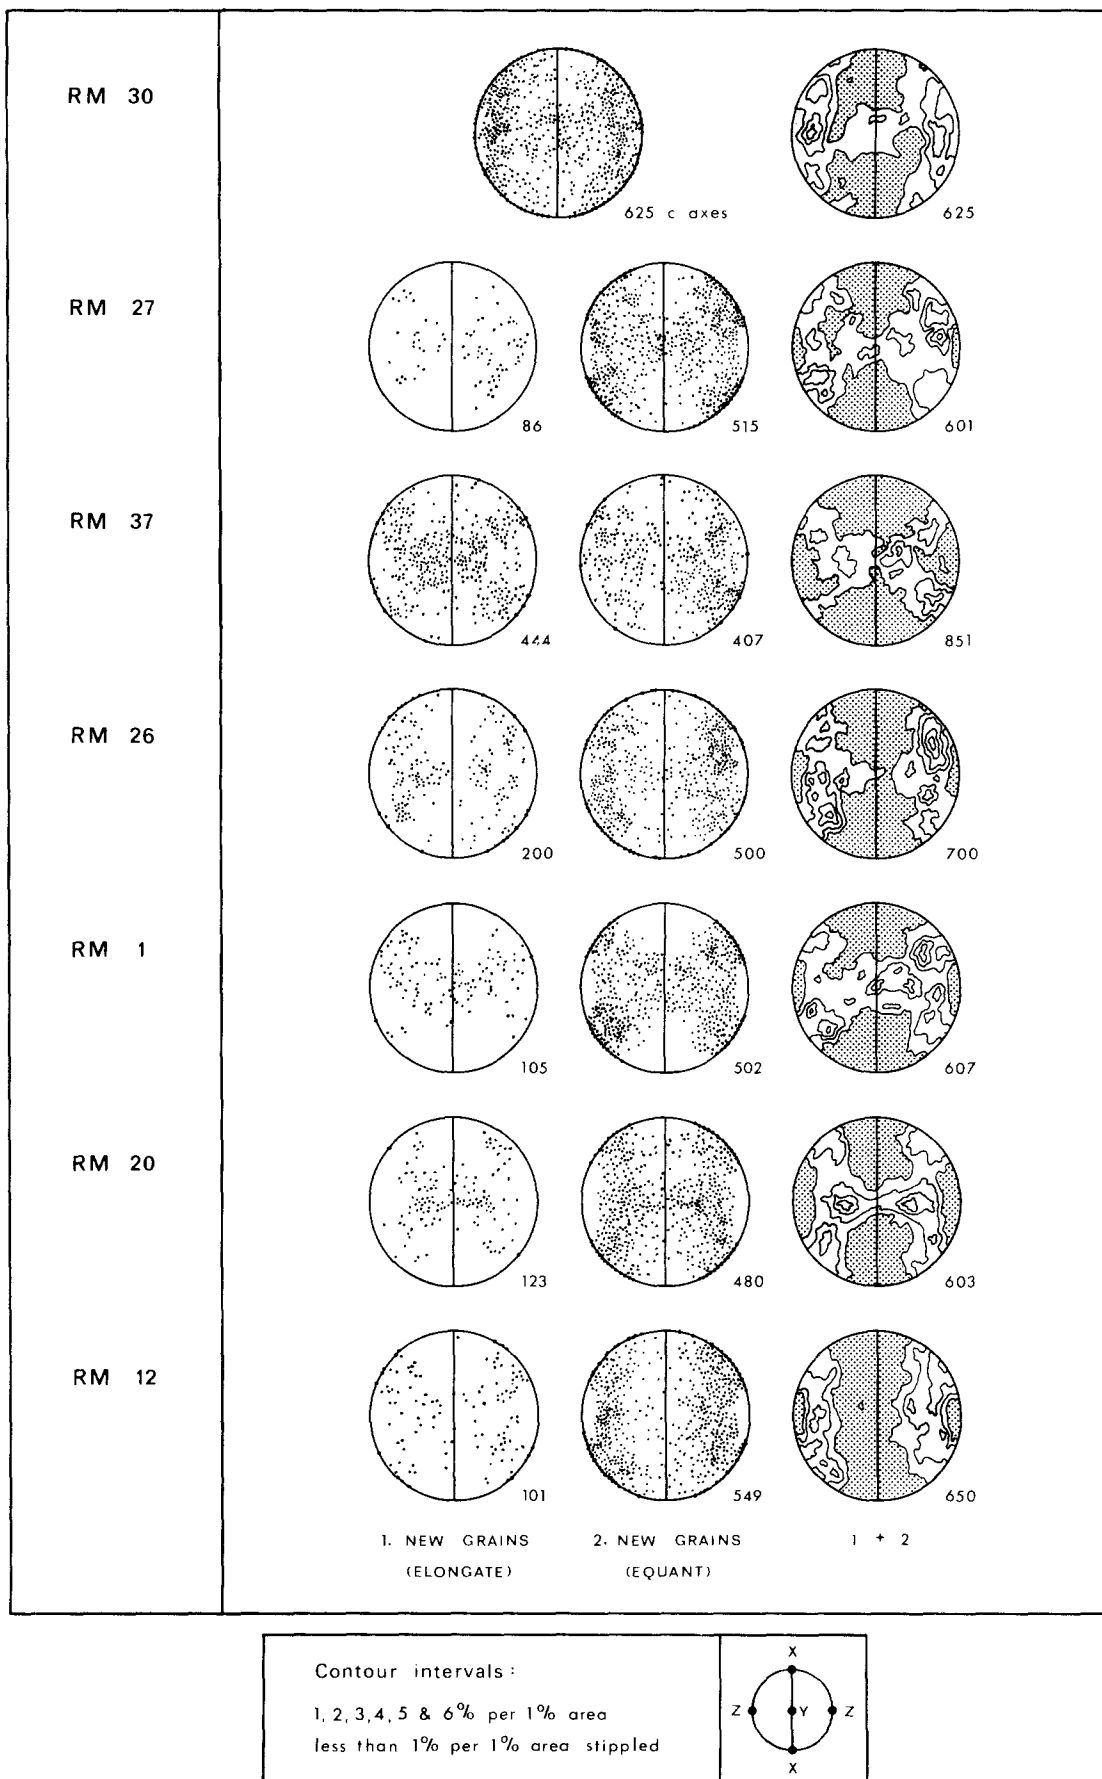 RM 30
625 c axes
625
RM 27
86
515
601
RM 37
444
407
851
RM 26
200
500
700
RM 1
105
502
607
RM 20
123
480
603
RM 12
101
549
650
1. NEW GRAINS (ELONGATE)
2. NEW GRAINS (EQUANT)
1 + 2
Contour intervals:
1, 2, 3, 4, 5 & 6% per 1% area
less than 1% per 1% area stippled
X
Z Y Z
X